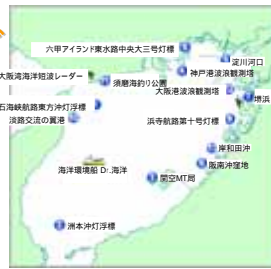 六甲アイランド東水路中央大三号灯標
淀川河口
神戸港波浪観測塔
大阪湾海洋短波レーダー
須磨海釣り公園
大阪港波浪観測塔
堺浜
石海峡航路東方沖灯浮標
淡路交流の翼港
浜寺航路第十号灯標
岸和田沖
海洋環境船 Dr.海洋
阪南沖窪地
関空MT局
洲本沖灯浮標